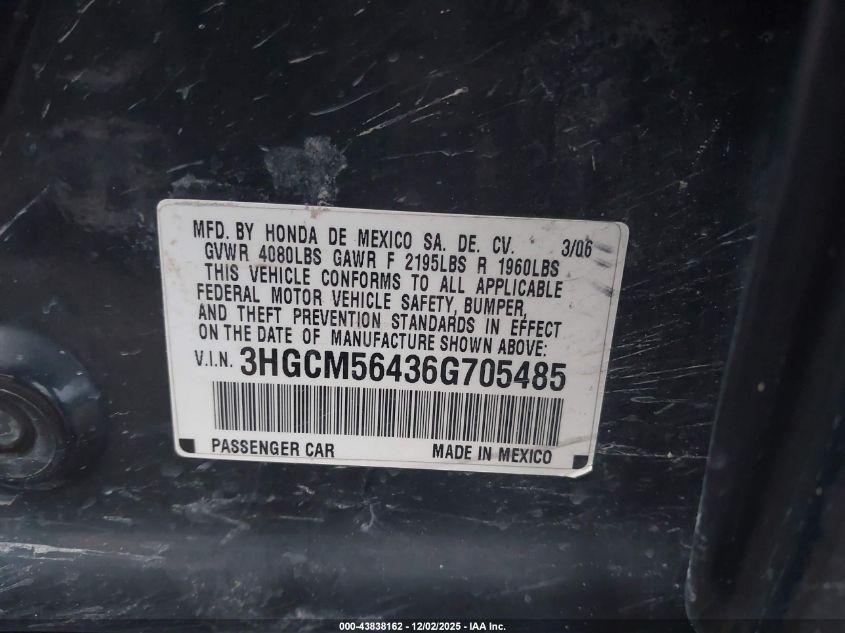 MFD. BY HONDA DE MEXICO SA. DE. CV. 3/06
GVWR 4080LBS GAWR F 2195LBS R 1960LBS
THIS VEHICLE CONFORMS TO ALL APPLICABLE
FEDERAL MOTOR VEHICLE SAFETY, BUMPER,
AND THEFT PREVENTION STANDARDS IN EFFECT
ON THE DATE OF MANUFACTURE SHOWN ABOVE:
V.I.N. 3HGCM56436G705485
PASSENGER CAR MADE IN MEXICO
000-43838162 - 12/02/2025 - IAA Inc.